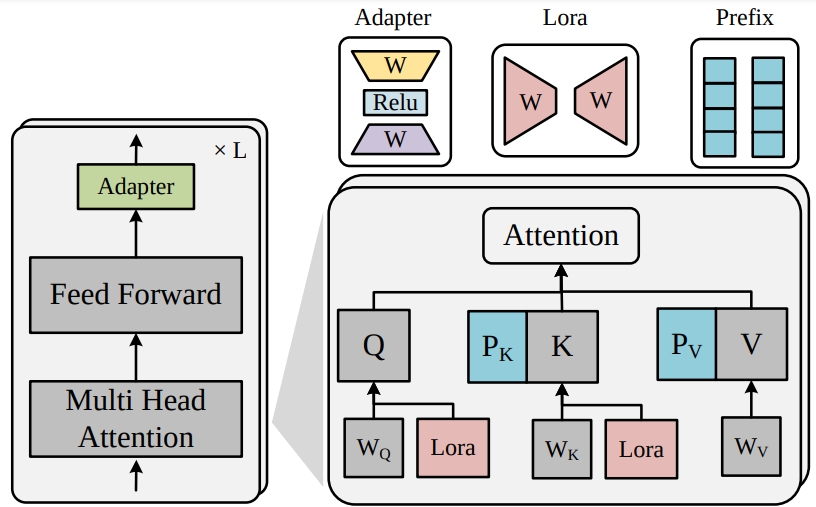 Adapter
Lora
Prefix
W
Relu
W
W
W
× L
Adapter
Feed Forward
Multi Head
Attention
Attention
Q
P_K
K
P_V
V
W_Q
Lora
W_K
Lora
W_V